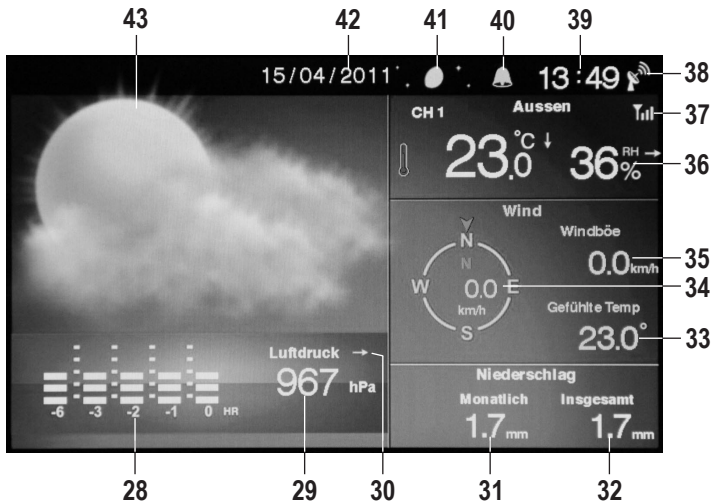 43 42 41 40 39
15/04/2011 13:49 38
CH 1 Aussen 37
23.0 °C ↓ 36% RH → 36
Wind
Windböe
N
N
0.0 km/h 35
W 0.0 E 34
km/h
Gefühlte Temp
S
23.0° 33
Luftdruck →
967 hPa
-6 -3 -2 -1 0 HR
Niederschlag
Monatlich Insgesamt
1.7 mm 1.7 mm
28 29 30 31 32